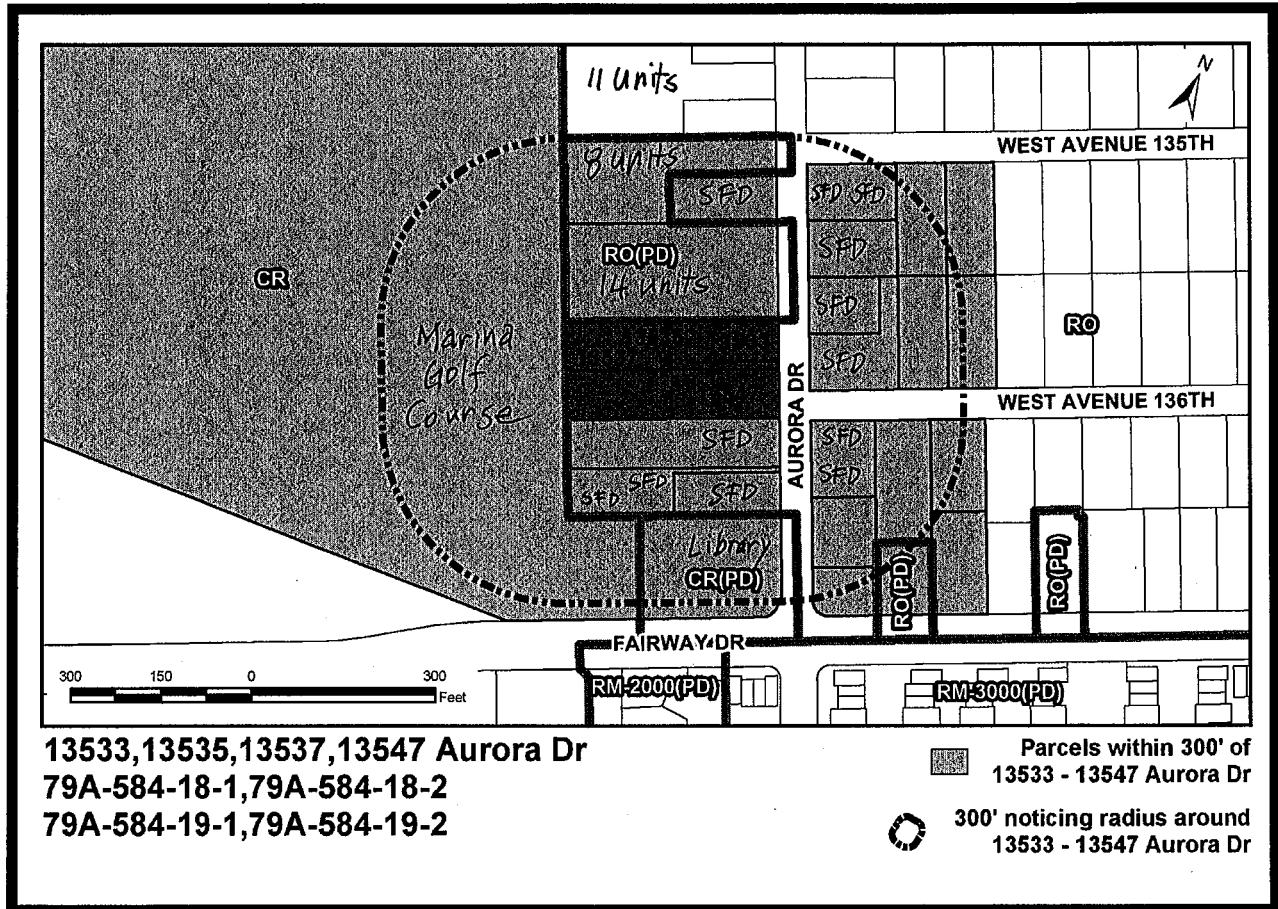 11 units
N
WEST AVENUE 135TH
8 units
SFD
SFD SFD
SFD
RO(PD)
14 units
CR
SFD
RO
Marina
Golf
Course
SFD
AURORA DR
WEST AVENUE 136TH
SFD
SFD
SFD
SFD
SFD
SFD
Library
CR(PD)
RO(PD)
RO(PD)
FAIRWAY DR
300 150 0 300
Feet
RM-2000(PD)
RM-3000(PD)
13533,13535,13537,13547 Aurora Dr
79A-584-18-1,79A-584-18-2
79A-584-19-1,79A-584-19-2
Parcels within 300' of
13533 - 13547 Aurora Dr
300' noticing radius around
13533 - 13547 Aurora Dr